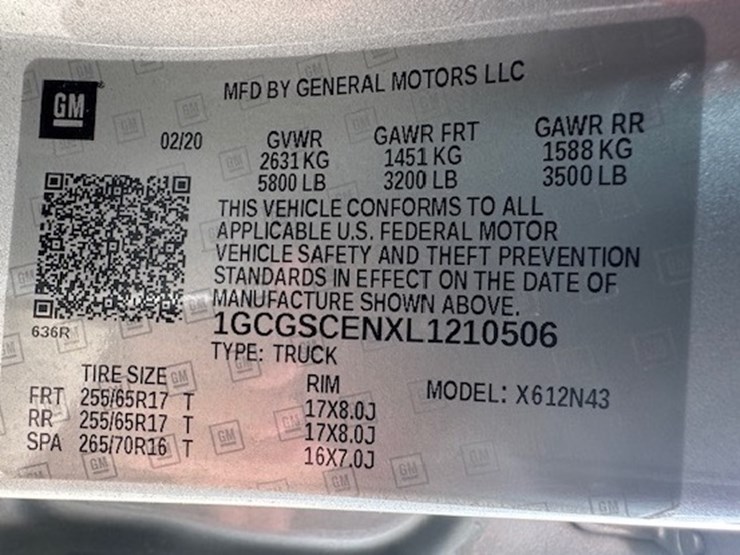 GM
MFD BY GENERAL MOTORS LLC
02/20
GVWR GAWR FRT GAWR RR
2631 KG 1451 KG 1588 KG
5800 LB 3200 LB 3500 LB
THIS VEHICLE CONFORMS TO ALL
APPLICABLE U.S. FEDERAL MOTOR
VEHICLE SAFETY AND THEFT PREVENTION
STANDARDS IN EFFECT ON THE DATE OF
MANUFACTURE SHOWN ABOVE.
636R
1GCGSCENXL1210506
TYPE: TRUCK
TIRE SIZE RIM MODEL: X612N43
FRT 255/65R17 T 17X8.0J
RR 255/65R17 T 17X8.0J
SPA 265/70R16 T 16X7.0J